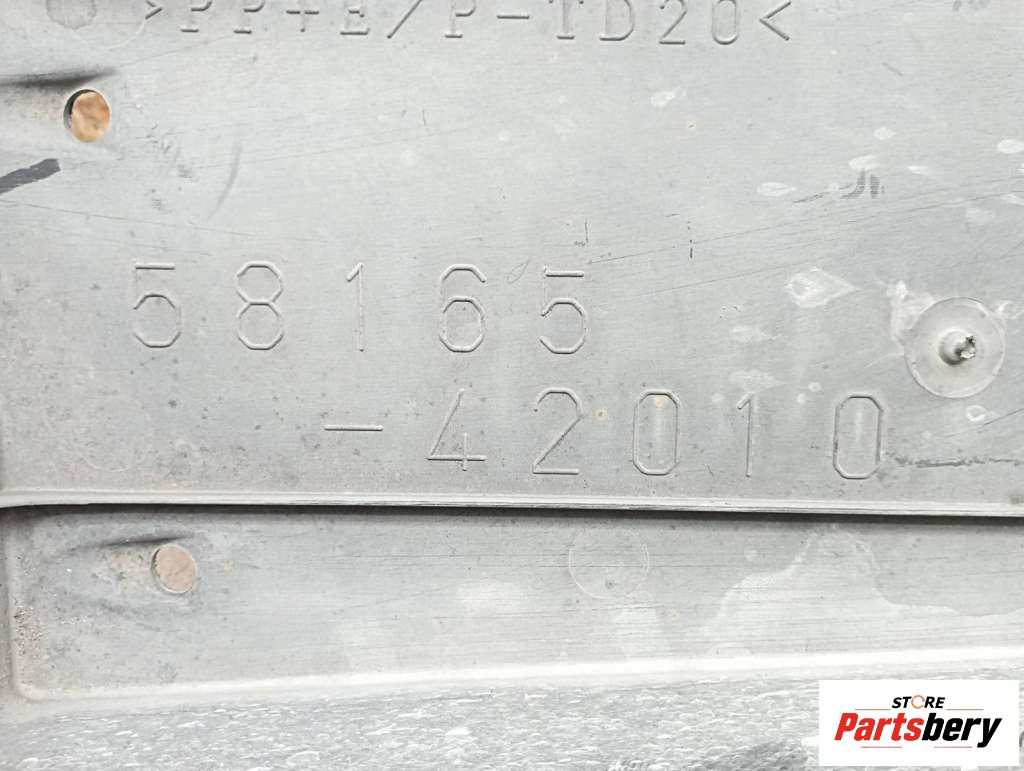 >PP+E/P-TD20<
58165
-42010
STORE
Partsbery